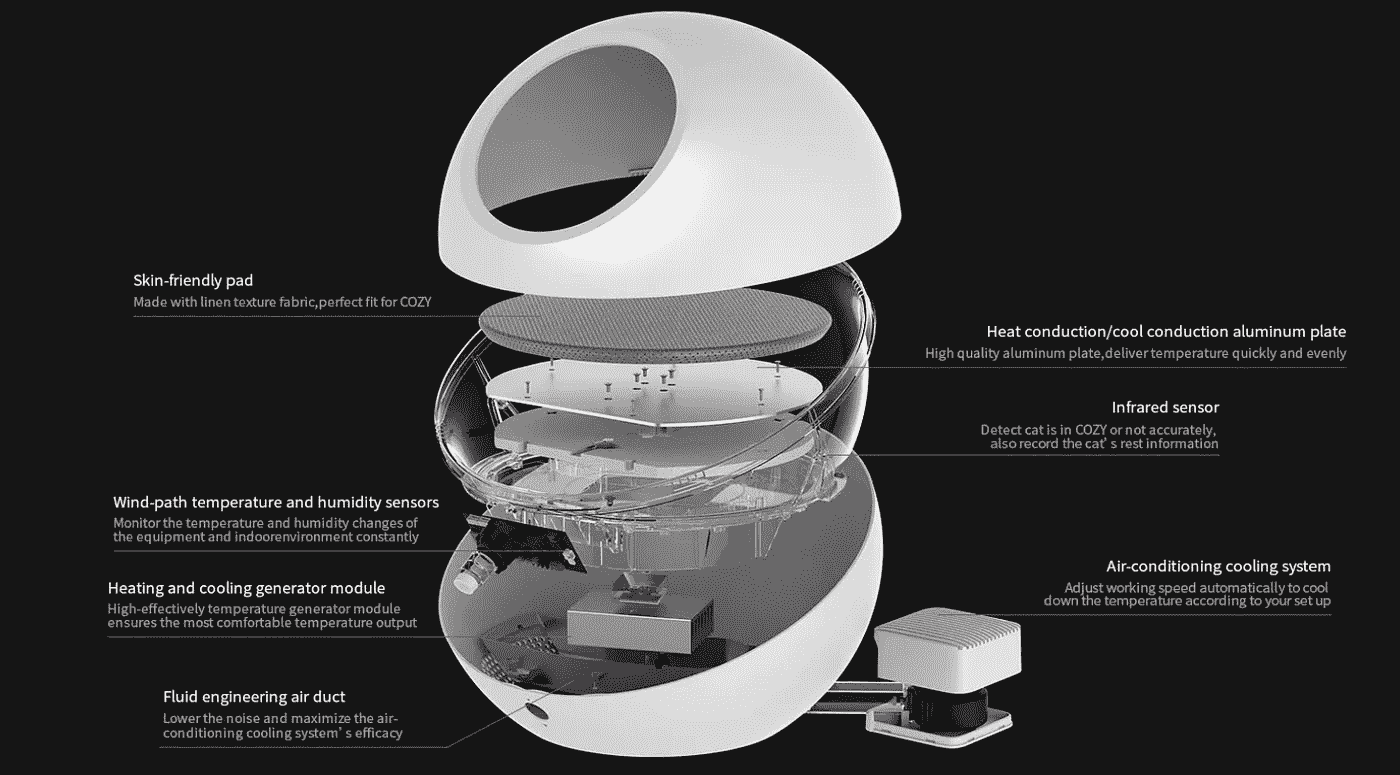 Skin-friendly pad
Made with linen texture fabric,perfect fit for COZY
Heat conduction/cool conduction aluminum plate
High quality aluminum plate,deliver temperature quickly and evenly
Infrared sensor
Detect cat is in COZY or not accurately,
also record the cat’s rest information
Wind-path temperature and humidity sensors
Monitor the temperature and humidity changes of
the equipment and indoorenvironment constantly
Heating and cooling generator module
High-effectively temperature generator module
ensures the most comfortable temperature output
Air-conditioning cooling system
Adjust working speed automatically to cool
down the temperature according to your set up
Fluid engineering air duct
Lower the noise and maximize the air-
conditioning cooling system’s efficacy